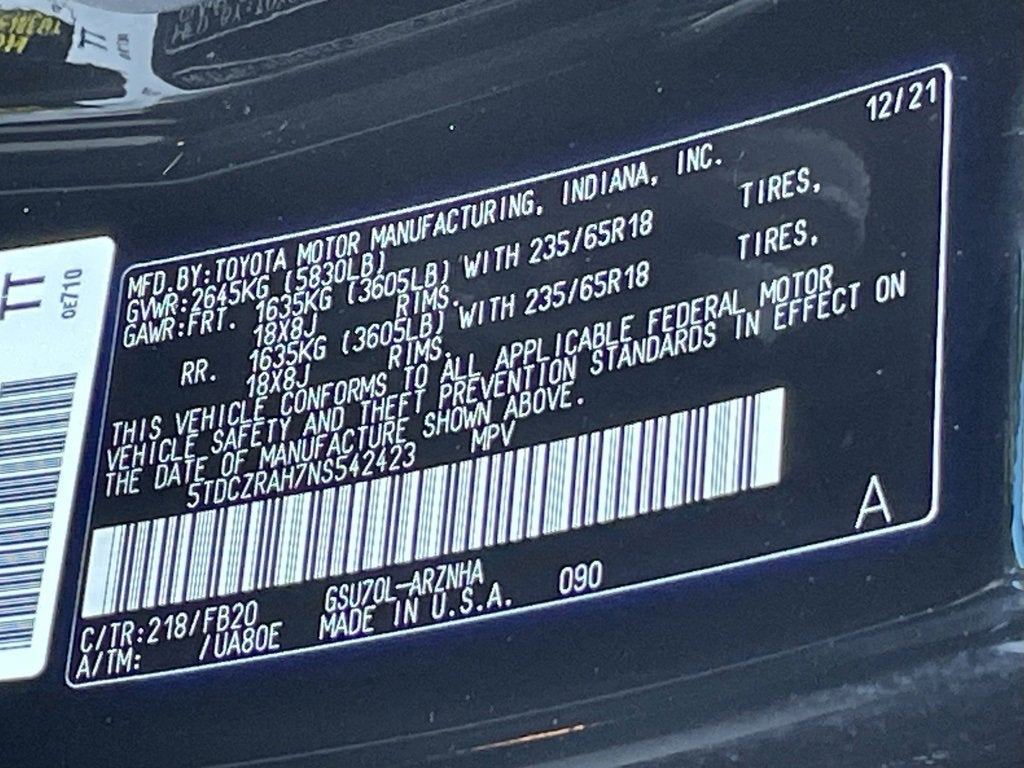 TT
0E710
12/21
MFD.BY:TOYOTA MOTOR MANUFACTURING, INDIANA, INC.
GVWR:2645KG (5830LB)
GAWR:FRT. 1635KG (3605LB) WITH 235/65R18 TIRES,
18X8J RIMS.
RR. 1635KG (3605LB) WITH 235/65R18 TIRES,
18X8J RIMS.
THIS VEHICLE CONFORMS TO ALL APPLICABLE FEDERAL MOTOR
VEHICLE SAFETY AND THEFT PREVENTION STANDARDS IN EFFECT ON
THE DATE OF MANUFACTURE SHOWN ABOVE.
5TDCZRAH7NS542423 MPV
A
C/TR:218/FB20 GSU70L-ARZNHA
A/TM: /UA80E MADE IN U.S.A. 090